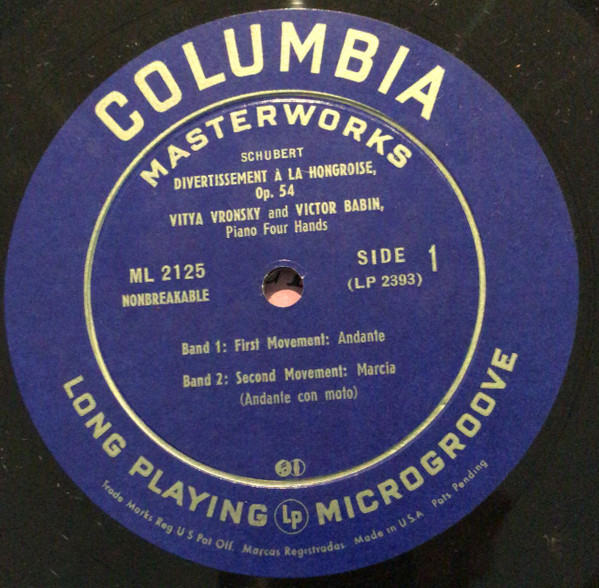 COLUMBIA
MASTERWORKS
SCHUBERT
DIVERTISSEMENT À LA HONGROISE,
Op. 54
VITYA VRONSKY and VICTOR BABIN,
Piano Four Hands
ML 2125
NONBREAKABLE
SIDE 1
(LP 2393)
Band 1: First Movement: Andante
Band 2: Second Movement: Marcia
(Andante con moto)
LONG PLAYING Lp MICROGROOVE
Trade Marks Reg U S Pat Off. Marcas Registradas. Made in U.S.A Pats Pending